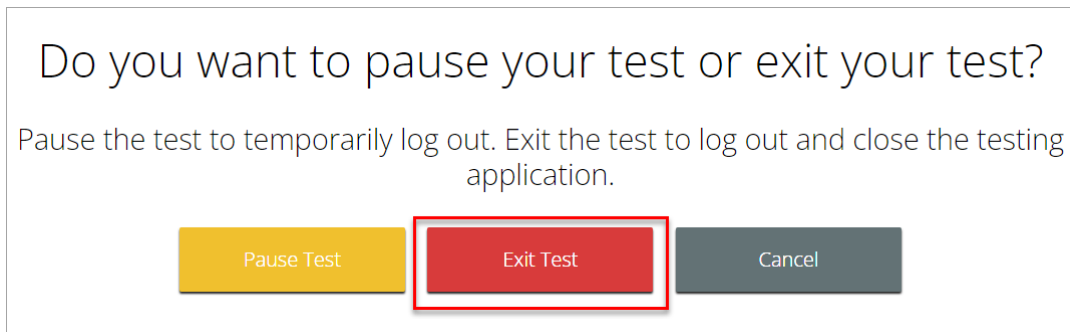 Do you want to pause your test or exit your test?
Pause the test to temporarily log out. Exit the test to log out and close the testing
application.
Pause Test
Exit Test
Cancel